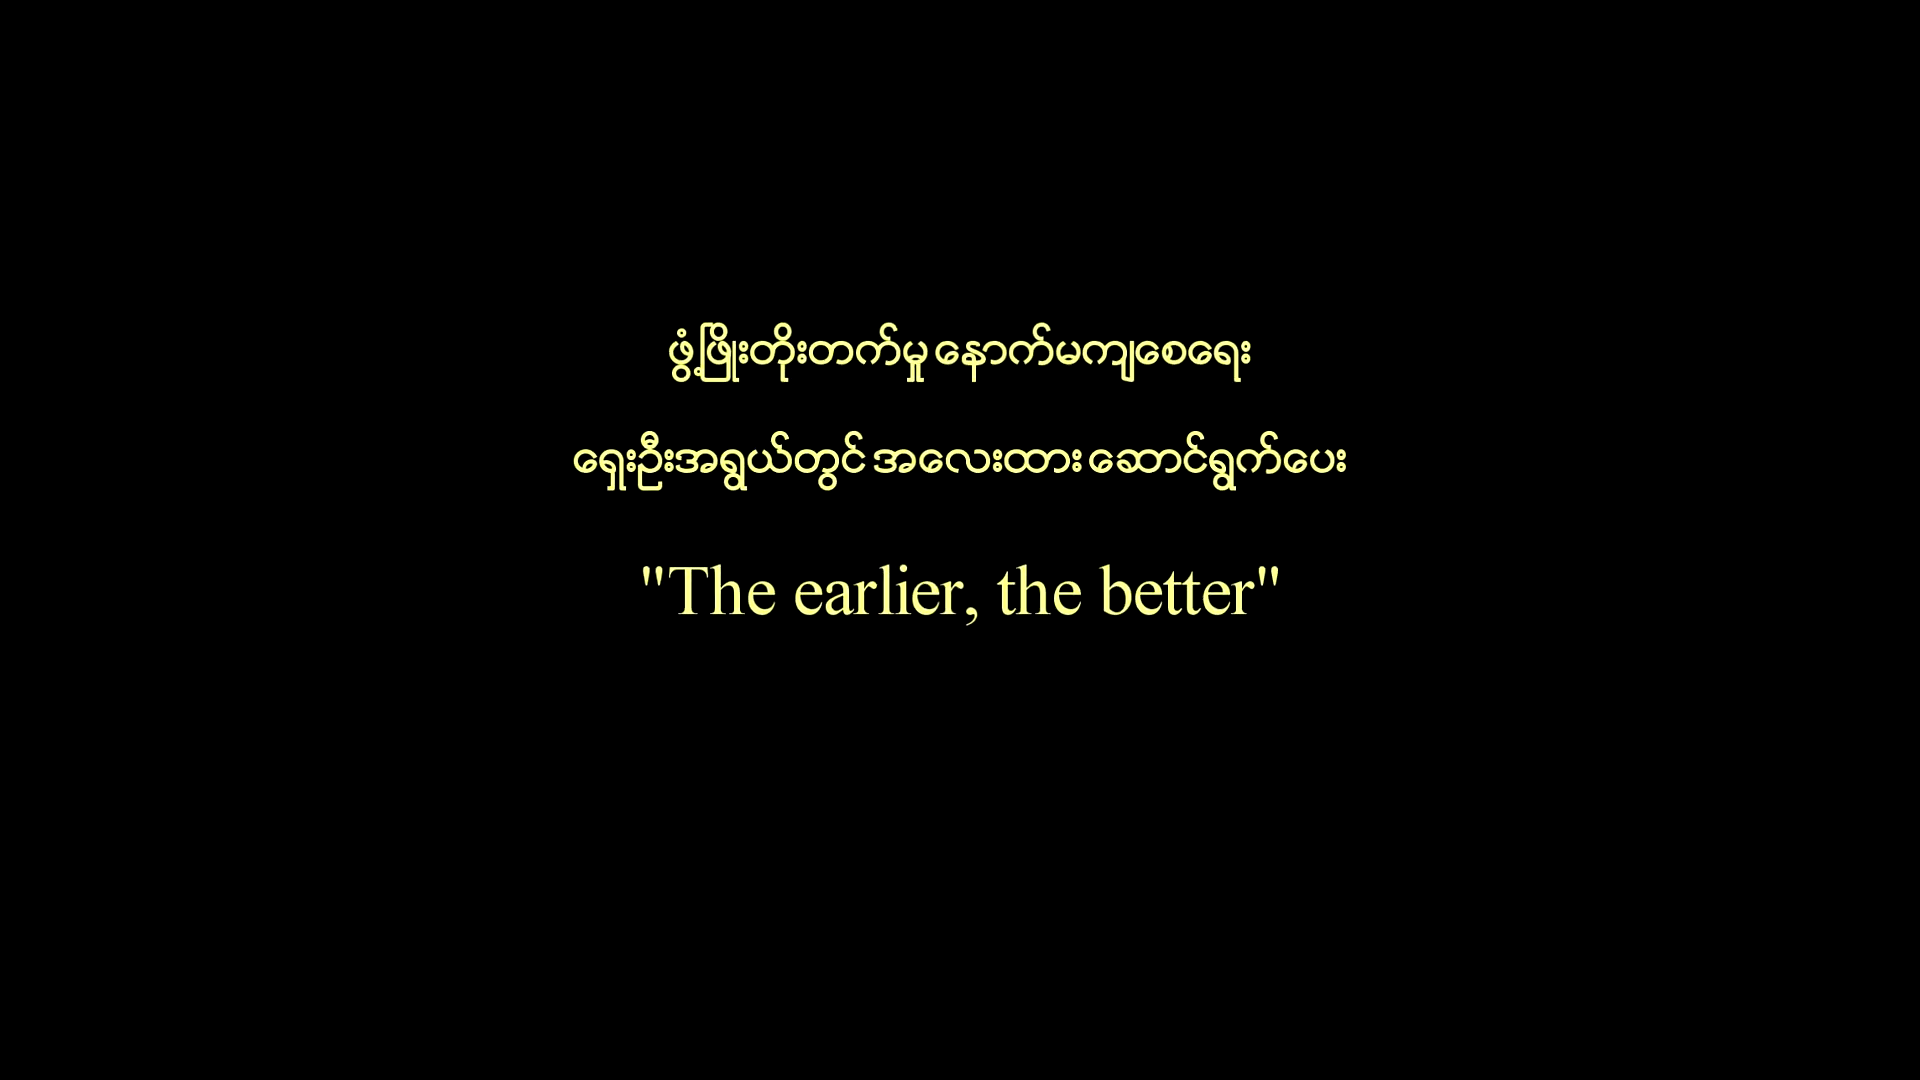 ဖွံ့ဖြိုးတိုးတက်မှု နောက်မကျစေရေး
ရှေးဦးအရွယ်တွင် အလေးထား ဆောင်ရွက်ပေး
"The earlier, the better"